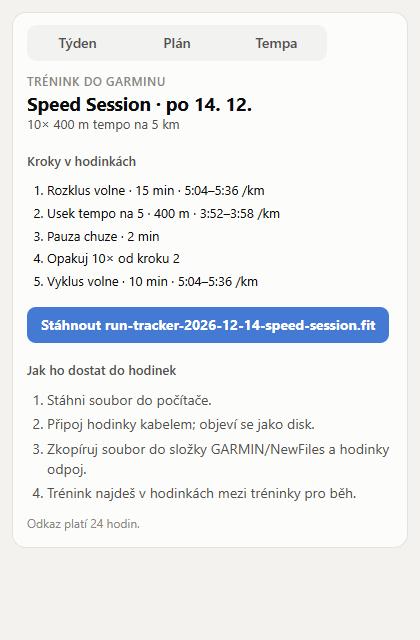 Týden Plán Tempa
TRÉNINK DO GARMINU
Speed Session · po 14. 12.
10× 400 m tempo na 5 km
Kroky v hodinkách
1. Rozklus volne · 15 min · 5:04–5:36 /km
2. Usek tempo na 5 · 400 m · 3:52–3:58 /km
3. Pauza chuze · 2 min
4. Opakuj 10× od kroku 2
5. Vyklus volne · 10 min · 5:04–5:36 /km
Stáhnout run-tracker-2026-12-14-speed-session.fit
Jak ho dostat do hodinek
1. Stáhni soubor do počítače.
2. Připoj hodinky kabelem; objeví se jako disk.
3. Zkopíruj soubor do složky GARMIN/NewFiles a hodinky
odpoj.
4. Trénink najdeš v hodinkách mezi tréninky pro běh.
Odkaz platí 24 hodin.